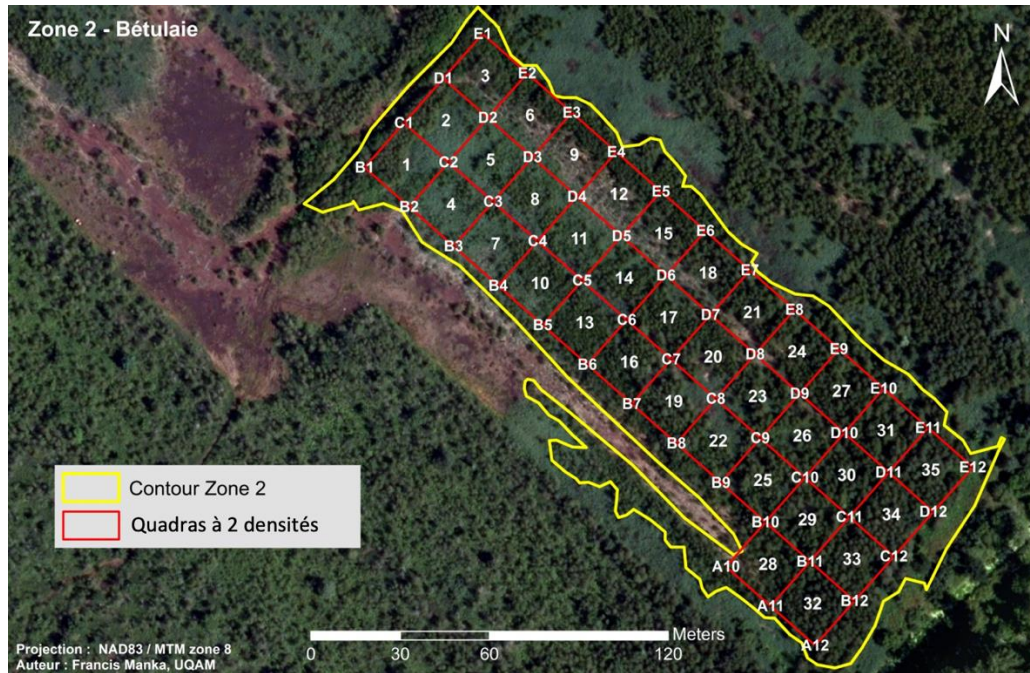 Zone 2 - Bétulaie
N
E1
3
D1
E2
2
D2
6
E3
C1
1
C2
5
D3
9
E4
B1
B2
4
C3
8
D4
12
E5
B3
7
C4
11
D5
15
E6
B4
10
C5
14
D6
18
E7
B5
13
C6
17
D7
21
E8
B6
16
C7
20
D8
24
E9
B7
19
C8
23
D9
27
E10
B8
22
C9
26
D10
31
E11
B9
25
C10
30
D11
35
E12
B10
29
C11
34
D12
A10
28
B11
33
C12
A11
32
B12
A12
Contour Zone 2
Quadras à 2 densités
Meters
0 30 60 120
Projection : NAD83 / MTM zone 8
Auteur : Francis Manka, UQAM